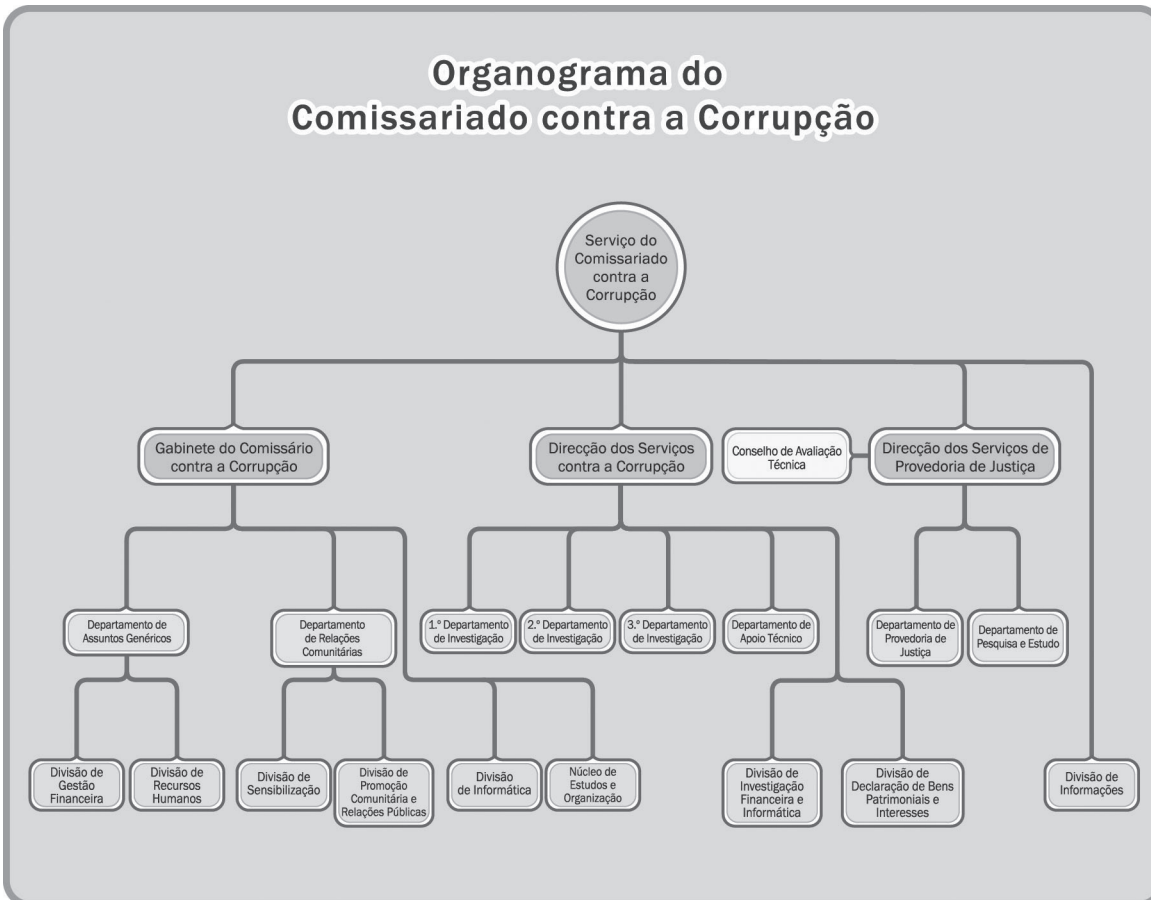 Organograma do
Comissariado contra a Corrupção
Serviço do
Comissariado
contra a
Corrupção
Gabinete do Comissário
contra a Corrupção
Direcção dos Serviços
contra a Corrupção
Conselho de Avaliação
Técnica
Direcção dos Serviços de
Provedoria de Justiça
Departamento de
Assuntos Genéricos
Departamento
de Relações
Comunitárias
1.º Departamento
de Investigação
2.º Departamento
de Investigação
3.º Departamento
de Investigação
Departamento de
Apoio Técnico
Departamento de
Provedoria de
Justiça
Departamento de
Pesquisa e Estudo
Divisão de
Gestão
Financeira
Divisão de
Recursos
Humanos
Divisão de
Sensibilização
Divisão de
Promoção
Comunitária e
Relações Públicas
Divisão
de Informática
Núcleo de
Estudos e
Organização
Divisão de
Investigação
Financeira e
Informática
Divisão de
Declaração de Bens
Patrimoniais e
Interesses
Divisão de
Informações